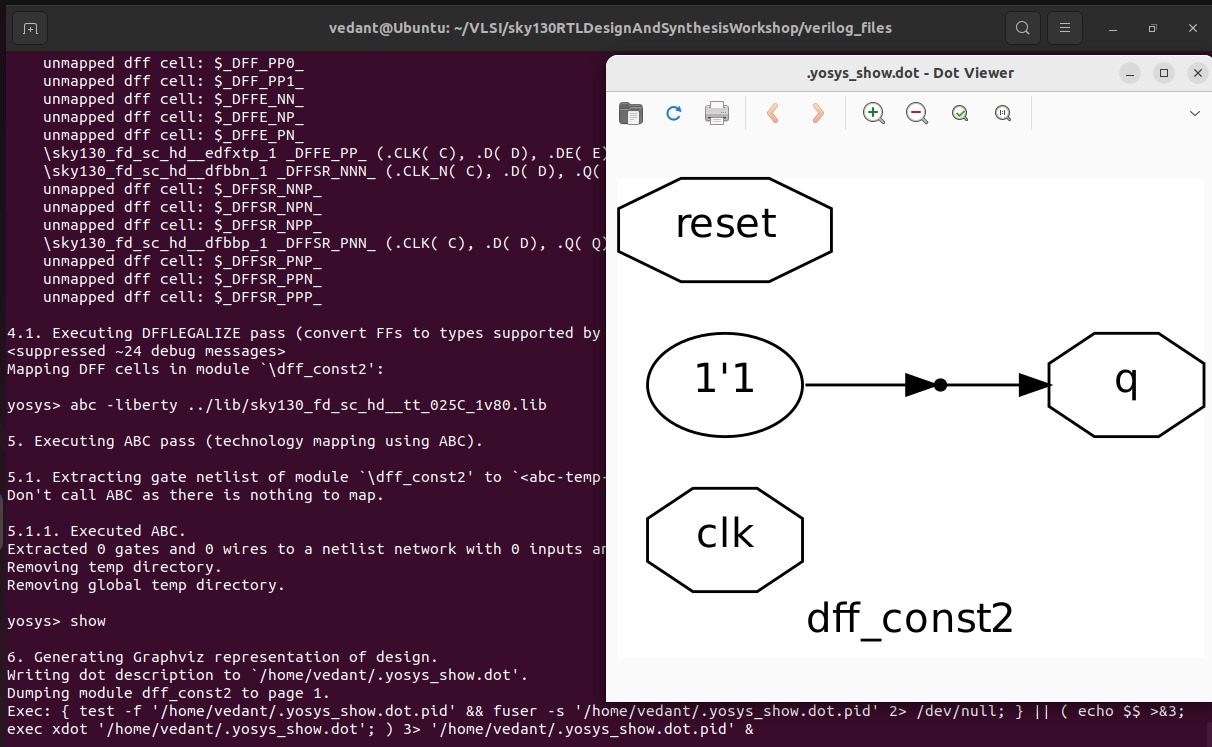 vedant@Ubuntu: ~/VLSI/sky130RTLDesignAndSynthesisWorkshop/verilog_files
unmapped dff cell: $_DFF_PP0_
unmapped dff cell: $_DFF_PP1_
unmapped dff cell: $_DFFE_NN_
unmapped dff cell: $_DFFE_NP_
unmapped dff cell: $_DFFE_PN_
\sky130_fd_sc_hd__edfxtp_1 _DFFE_PP_ (.CLK( C), .D( D), .DE( E)
\sky130_fd_sc_hd__dfbbn_1 _DFFSR_NNN_ (.CLK_N( C), .D( D), .Q(
unmapped dff cell: $_DFFSR_NNP_
unmapped dff cell: $_DFFSR_NPN_
unmapped dff cell: $_DFFSR_NPP_
\sky130_fd_sc_hd__dfbbp_1 _DFFSR_PNN_ (.CLK( C), .D( D), .Q( Q)
unmapped dff cell: $_DFFSR_PNP_
unmapped dff cell: $_DFFSR_PPN_
unmapped dff cell: $_DFFSR_PPP_
4.1. Executing DFFLEGALIZE pass (convert FFs to types supported by
<suppressed ~24 debug messages>
Mapping DFF cells in module `\dff_const2':
yosys> abc -liberty ../lib/sky130_fd_sc_hd__tt_025C_1v80.lib
5. Executing ABC pass (technology mapping using ABC).
5.1. Extracting gate netlist of module `\dff_const2' to `<abc-temp-
Don't call ABC as there is nothing to map.
5.1.1. Executed ABC.
Extracted 0 gates and 0 wires to a netlist network with 0 inputs
Removing temp directory.
Removing global temp directory.
yosys> show
6. Generating Graphviz representation of design.
Writing dot description to `/home/vedant/.yosys_show.dot'.
Dumping module dff_const2 to page 1.
Exec: { test -f '/home/vedant/.yosys_show.dot.pid' && fuser -s '/home/vedant/.yosys_show.dot.pid' 2> /dev/null; } || ( echo $$ >&3;
exec xdot '/home/vedant/.yosys_show.dot'; ) 3> '/home/vedant/.yosys_show.dot.pid' &
.yosys_show.dot - Dot Viewer
reset
1'1
q
clk
dff_const2